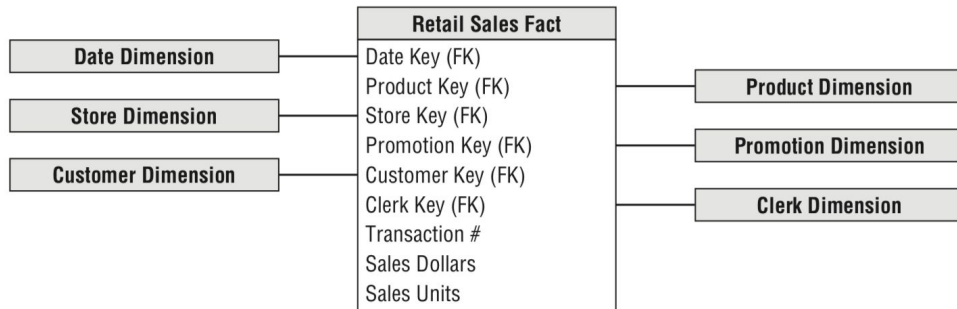 Retail Sales Fact
Date Key (FK)
Product Key (FK)
Store Key (FK)
Promotion Key (FK)
Customer Key (FK)
Clerk Key (FK)
Transaction #
Sales Dollars
Sales Units
Date Dimension
Store Dimension
Customer Dimension
Product Dimension
Promotion Dimension
Clerk Dimension